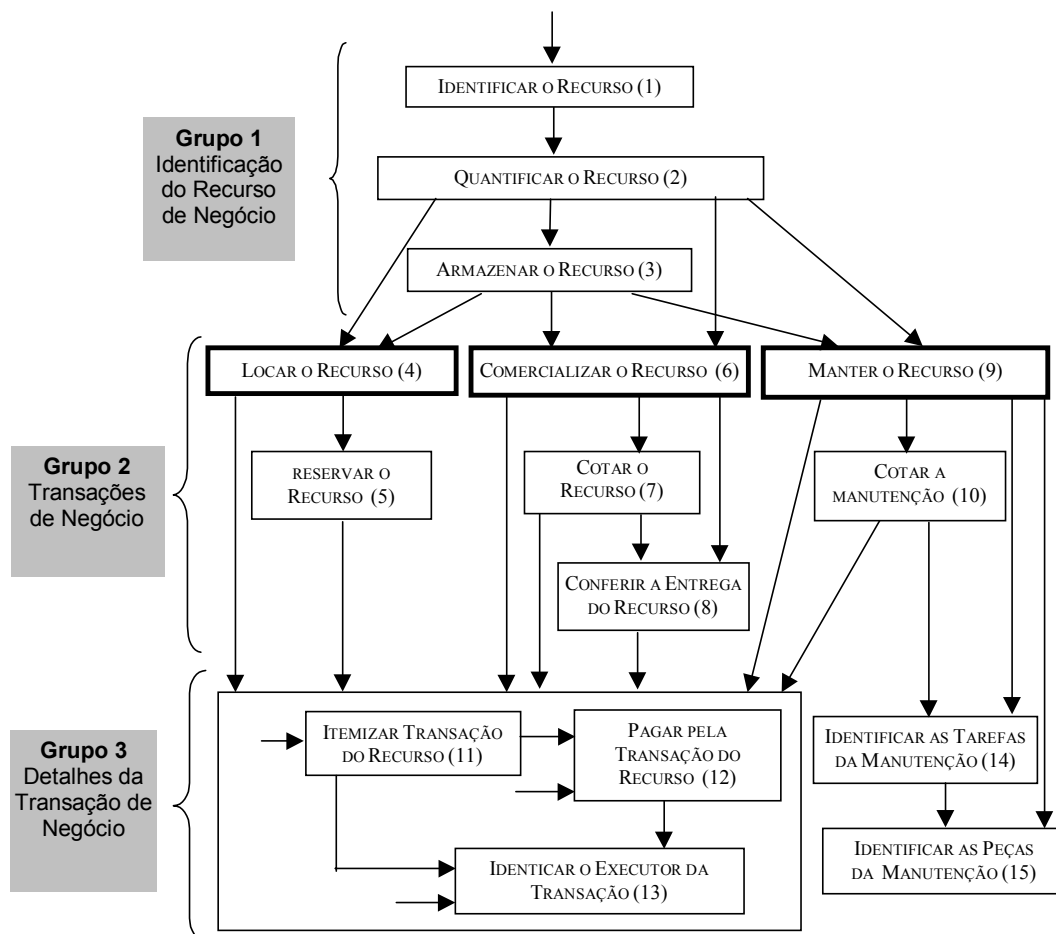 IDENTIFICAR O RECURSO (1)
Grupo 1
Identificação
do Recurso
de Negócio
QUANTIFICAR O RECURSO (2)
ARMAZENAR O RECURSO (3)
LOCAR O RECURSO (4)
COMERCIALIZAR O RECURSO (6)
MANTER O RECURSO (9)
Grupo 2
Transações
de Negócio
RESERVAR O
RECURSO (5)
COTAR O
RECURSO (7)
COTAR A
MANUTENÇÃO (10)
CONFERIR A ENTREGA
DO RECURSO (8)
Grupo 3
Detalhes da
Transação de
Negócio
ITEMIZAR TRANSAÇÃO
DO RECURSO (11)
PAGAR PELA
TRANSAÇÃO DO
RECURSO (12)
IDENTIFICAR AS TAREFAS
DA MANUTENÇÃO (14)
IDENTICAR O EXECUTOR DA
TRANSAÇÃO (13)
IDENTIFICAR AS PEÇAS
DA MANUTENÇÃO (15)